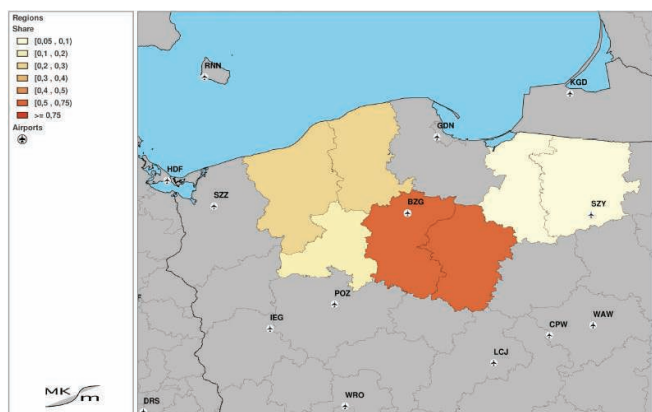 Regions
Share
[0,05 , 0,1)
[0,1 , 0,2)
[0,2 , 0,3)
[0,3 , 0,4)
[0,4 , 0,5)
[0,5 , 0,75)
>= 0,75
Airports
RNN
KGD
GDN
HDF
SZZ
BZG
SZY
POZ
IEG
CPW
WAW
LCJ
DRS
WRO
MK
m